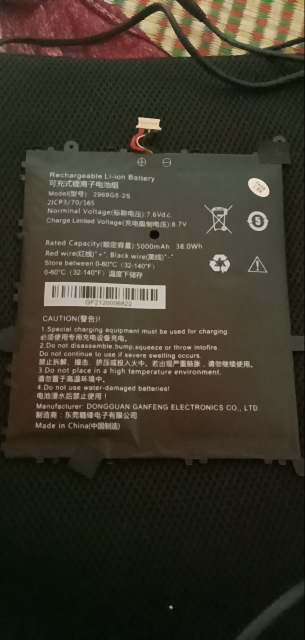 Rechargeable Li-ion Battery
可充式锂离子电池组
Model(型号): 2969G5-2S
2ICP3/70/165
Norminal Voltage(标称电压):7.6Vd.c.
Charge Limited Voltage(充电限制电压):8.7V
Rated Capacity(额定容量):5000mAh 38.0Wh
Red wire(红线)"+", Black wire(黑线)"-"
Store between 0-60°C (32-140°F)
0-60°C (32-140°F) 温度下储存
GF2120006822
CAUTION(警告)!
1.Special charging equipment must be used for charging.
必须使用专用充电设备充电。
2.Do not disassemble,bump,squeeze or throw intofire.
Do not continue to use if severe swelling occurs.
禁止拆解、撞击、挤压或投入火中。若出现严重鼓胀,请勿继续使用。
3.Do not place in a high temperature environment.
请勿置于高温环境中。
4.Do not use water-damaged batteries!
电池浸水后禁止使用!
Manufacturer: DONGGUAN GANFENG ELECTRONICS CO., LTD.
制造商:东莞赣锋电子有限公司
Made in China(中国制造)